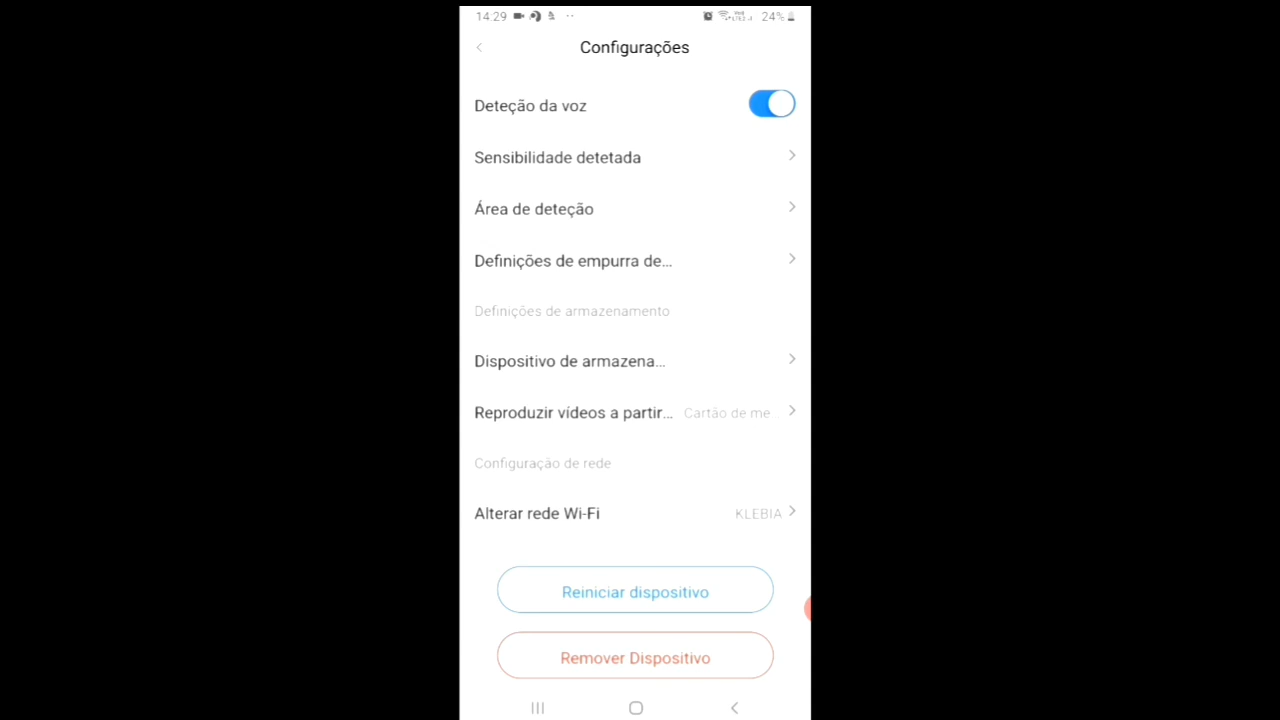 14:29
24%
Configurações
Deteção da voz
Sensibilidade detetada
Área de deteção
Definições de empurra de...
Definições de armazenamento
Dispositivo de armazena...
Reproduzir vídeos a partir... Cartão de me...
Configuração de rede
Alterar rede Wi-Fi KLEBIA
Reiniciar dispositivo
Remover Dispositivo